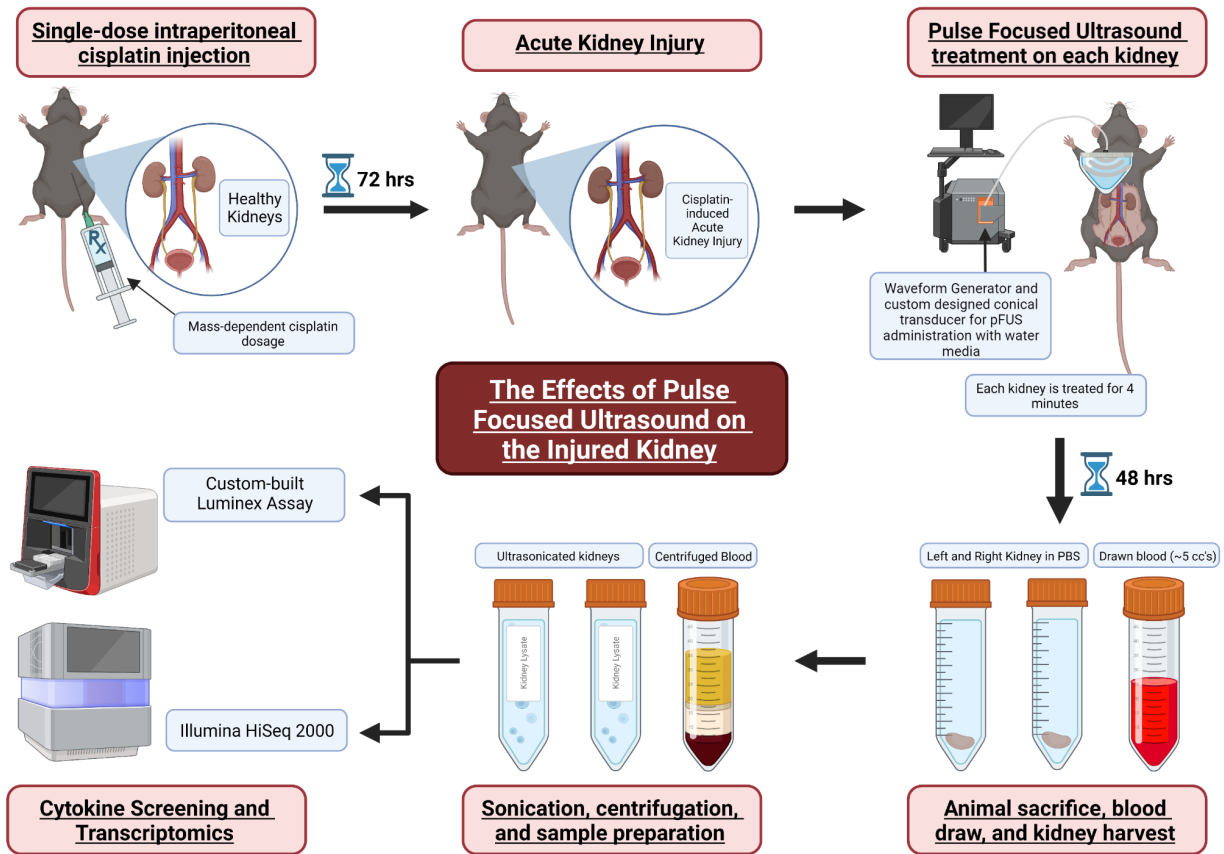 Single-dose intraperitoneal
cisplatin injection
Acute Kidney Injury
Pulse Focused Ultrasound
treatment on each kidney
Healthy
Kidneys
72 hrs
Cisplatin-
induced
Acute
Kidney Injury
Rx
Mass-dependent cisplatin
dosage
Waveform Generator and
custom designed conical
transducer for pFUS
administration with water
media
Each kidney is treated for 4
minutes
The Effects of Pulse
Focused Ultrasound on
the Injured Kidney
48 hrs
Custom-built
Luminex Assay
Ultrasonicated kidneys
Centrifuged Blood
Left and Right Kidney in PBS
Drawn blood (~5 cc's)
Kidney Lysate
Kidney Lysate
Illumina HiSeq 2000
Cytokine Screening and
Transcriptomics
Sonication, centrifugation,
and sample preparation
Animal sacrifice, blood
draw, and kidney harvest